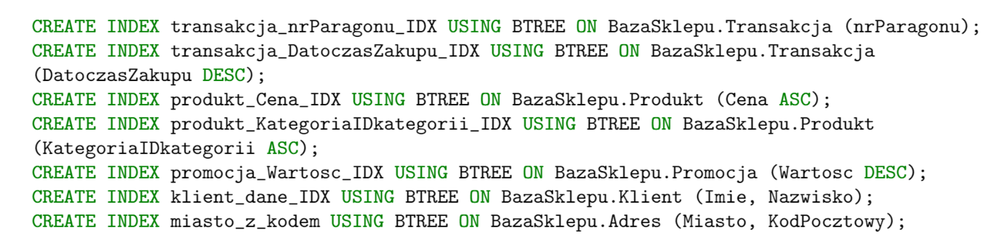 CREATE INDEX transakcja_nrParagonu_IDX USING BTREE ON BazaSklepu.Transakcja (nrParagonu);
CREATE INDEX transakcja_DatoczasZakupu_IDX USING BTREE ON BazaSklepu.Transakcja
(DatoczasZakupu DESC);
CREATE INDEX produkt_Cena_IDX USING BTREE ON BazaSklepu.Produkt (Cena ASC);
CREATE INDEX produkt_KategoriaIDkategorii_IDX USING BTREE ON BazaSklepu.Produkt
(KategoriaIDkategorii ASC);
CREATE INDEX promocja_Wartosc_IDX USING BTREE ON BazaSklepu.Promocja (Wartosc DESC);
CREATE INDEX klient_dane_IDX USING BTREE ON BazaSklepu.Klient (Imie, Nazwisko);
CREATE INDEX miasto_z_kodem USING BTREE ON BazaSklepu.Adres (Miasto, KodPocztowy);